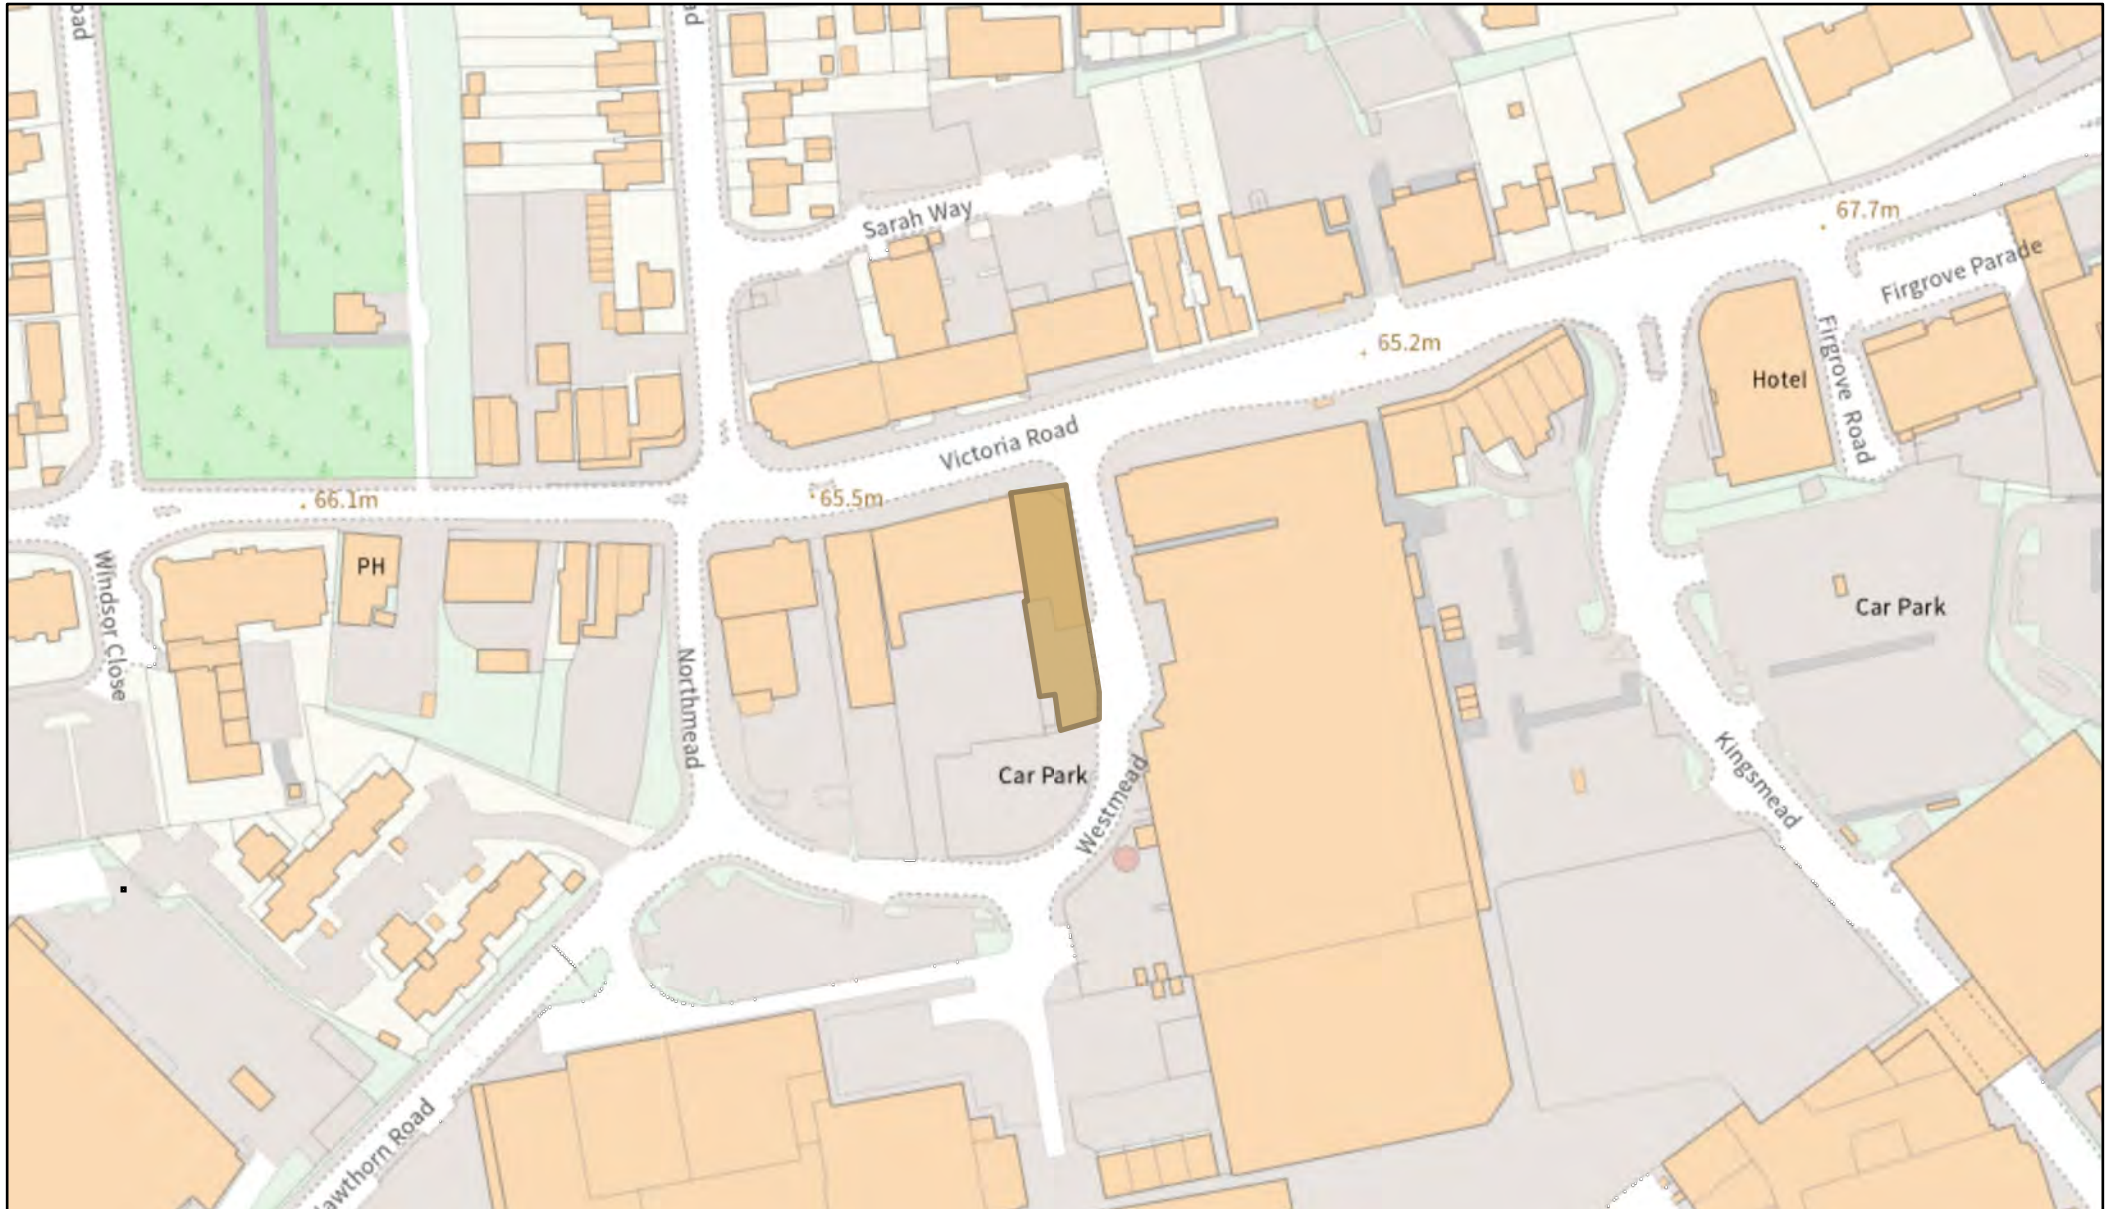 Sarah Way
67.7m
Firgrove Parade
65.2m
Hotel
Firgrove Road
Victoria Road
66.1m
65.5m
PH
Windsor Close
Car Park
Northmead
Car Park
Westmead
Kingsmead
awthorn Road